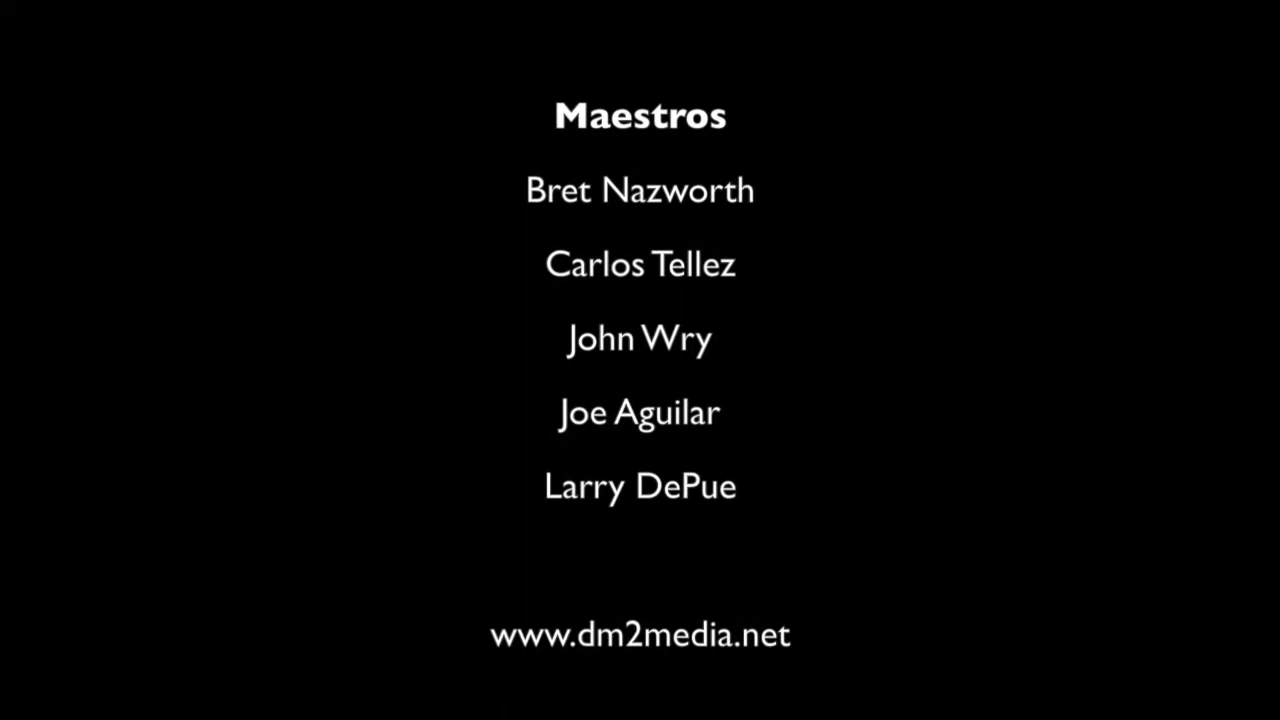 Maestros
Bret Nazworth
Carlos Tellez
John Wry
Joe Aguilar
Larry DePue
www.dm2media.net